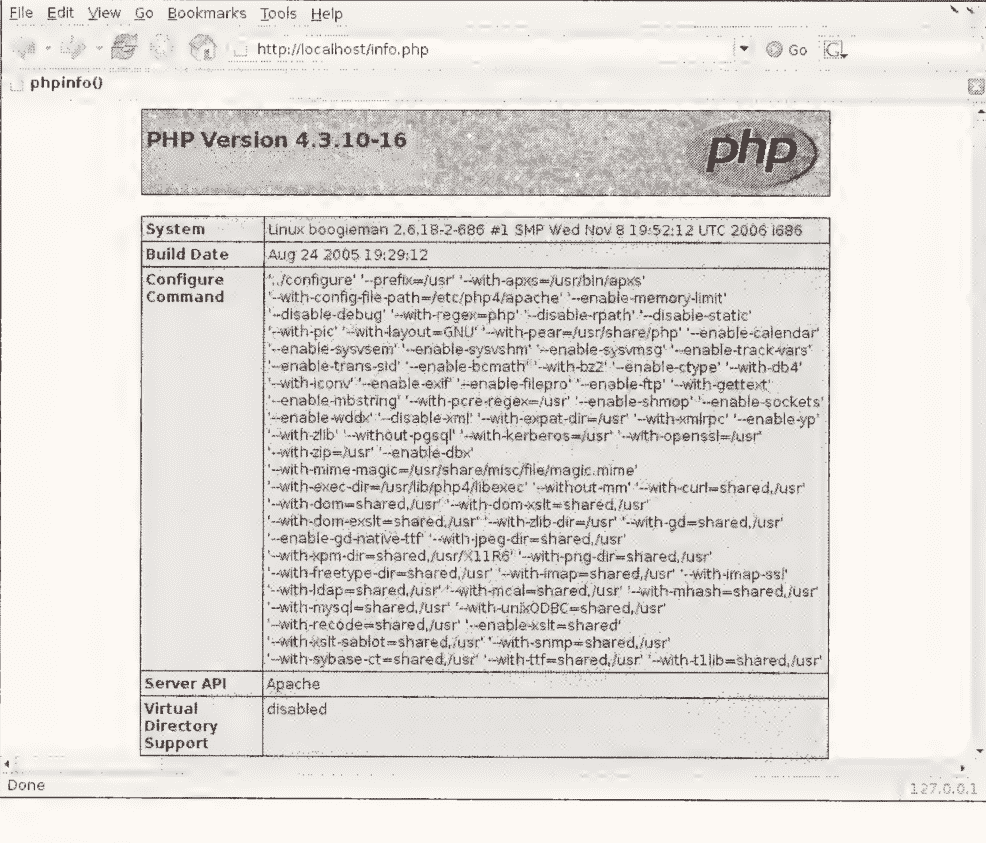 File Edit View Go Bookmarks Tools Help
http://localhost/info.php Go G
phpinfo()
PHP Version 4.3.10-16 php
System Linux boogieman 2.6.18-2-686 #1 SMP Wed Nov 8 19:52:12 UTC 2006 i686
Build Date Aug 24 2005 19:29:12
Configure Command '../configure' '--prefix=/usr' '--with-apxs=/usr/bin/apxs'
'--with-config-file-path=/etc/php4/apache' '--enable-memory-limit'
'--disable-debug' '--with-regex=php' '--disable-rpath' '--disable-static'
'--with-pic' '--with-layout=GNU' '--with-pear=/usr/share/php' '--enable-calendar'
'--enable-sysvsem' '--enable-sysvshm' '--enable-sysvmsg' '--enable-track-vars'
'--enable-trans-sid' '--enable-bcmath' '--with-bz2' '--enable-ctype' '--with-db4'
'--with-iconv' '--enable-exif' '--enable-filepro' '--enable-ftp' '--with-gettext'
'--enable-mbstring' '--with-pcre-regex=/usr' '--enable-shmop' '--enable-sockets'
'--enable-wddx' '--disable-xml' '--with-expat-dir=/usr' '--with-xmlrpc' '--enable-yp'
'--with-zlib' '--without-pgsql' '--with-kerberos=/usr' '--with-openssl=/usr'
'--with-zip=/usr' '--enable-dbx'
'--with-mime-magic=/usr/share/misc/file/magic.mime'
'--with-exec-dir=/usr/lib/php4/libexec' '--without-mm' '--with-curl=shared,/usr'
'--with-dom=shared,/usr' '--with-dom-xslt=shared,/usr'
'--with-dom-exslt=shared,/usr' '--with-zlib-dir=/usr' '--with-gd=shared,/usr'
'--enable-gd-native-ttf' '--with-jpeg-dir=shared,/usr'
'--with-xpm-dir=shared,/usr/X11R6' '--with-png-dir=shared,/usr'
'--with-freetype-dir=shared,/usr' '--with-imap=shared,/usr' '--with-imap-ssl'
'--with-ldap=shared,/usr' '--with-mcal=shared,/usr' '--with-mhash=shared,/usr'
'--with-mysql=shared,/usr' '--with-unixODBC=shared,/usr'
'--with-recode=shared,/usr' '--enable-xslt=shared'
'--with-xslt-sablot=shared,/usr' '--with-snmp=shared,/usr'
'--with-sybase-ct=shared,/usr' '--with-ttf=shared,/usr' '--with-t1lib=shared,/usr'
Server API Apache
Virtual Directory Support disabled
Done 127.0.0.1